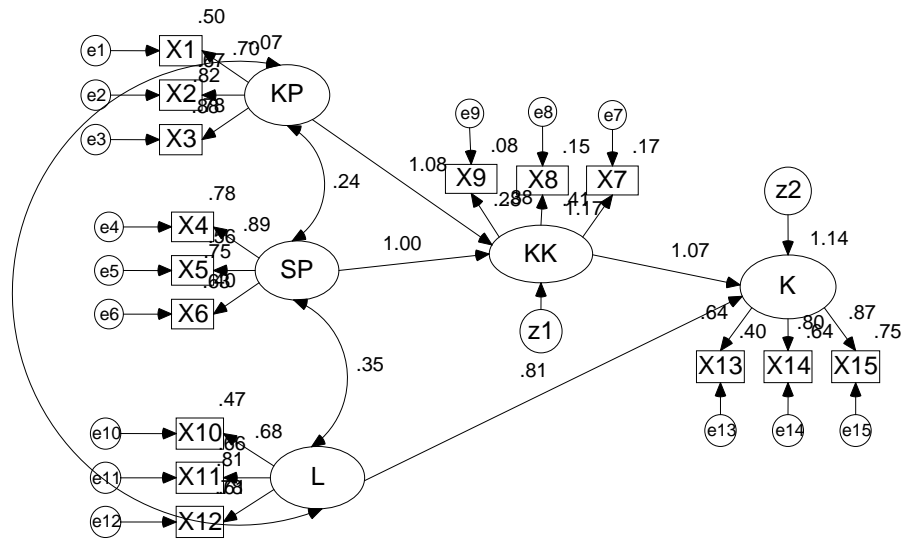 .50
e1
X1
.70
-.07
.82
e2
X2
KP
e3
X3
.24
e9
e8
e7
.08
.15
.17
X9
X8
X7
1.08
.78
e4
X4
.89
.75
e5
X5
SP
1.00
KK
1.07
e6
X6
z1
.35
.81
z2
1.14
K
.64
.40
.80
.64
.87
.75
X13
X14
X15
e13
e14
e15
.47
e10
X10
.68
.66
.81
e11
X11
L
e12
X12